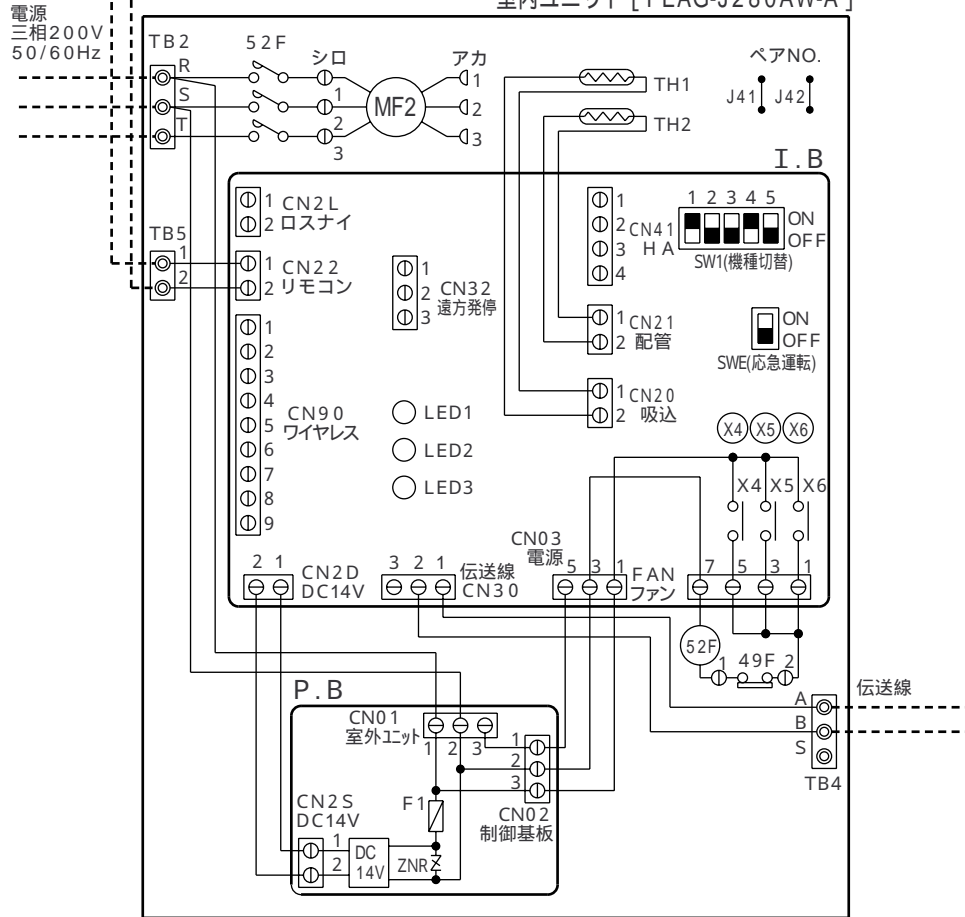 室内ユニット [ PEAG-J280AW-A ]
電源
三相200V
50/60Hz
TB2
52F
シロ
アカ
ペアNO.
R
S
T
1
2
3
MF2
1
2
3
TH1
TH2
J41
J42
I.B
TB5
1
2
1 CN2L
2 ロスナイ
1 CN22
2 リモコン
1
2
3
4
5
6
7
8
9
CN90
ワイヤレス
1
2
3
CN32
遠方発停
LED1
LED2
LED3
1
2
3
4
CN41
HA
1 2 3 4 5
ON
OFF
SW1(機種切替)
1 CN21
2 配管
1 CN20
2 吸込
ON
OFF
SWE(応急運転)
X4 X5 X6
X4 X5 X6
2 1 CN2D
DC14V
3 2 1 伝送線
CN30
CN03
電源
5 3 1
FAN
ファン
7 5 3 1
52F
1 49F 2
P.B
CN01
室外ユニット
1 2 3
1
2
3
CN02
制御基板
F1
CN2S
DC14V
1
2
DC
14V
ZNR
A
B
S
TB4
伝送線